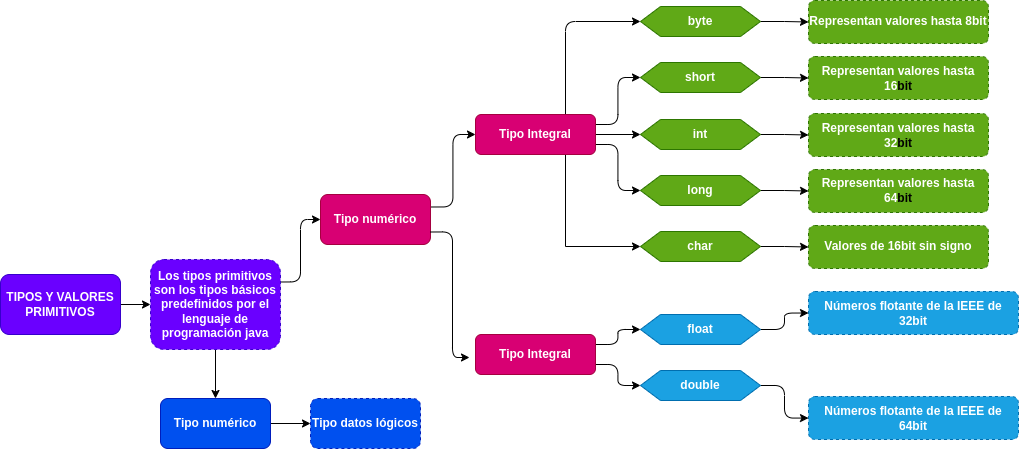 TIPOS Y VALORES
PRIMITIVOS
Los tipos primitivos
son los tipos básicos
predefinidos por el
lenguaje de
programación java
Tipo numérico
Tipo datos lógicos
Tipo numérico
Tipo Integral
byte
Representan valores hasta 8bit
short
Representan valores hasta
16bit
int
Representan valores hasta
32bit
long
Representan valores hasta
64bit
char
Valores de 16bit sin signo
Tipo Integral
float
Números flotante de la IEEE de
32bit
double
Números flotante de la IEEE de
64bit